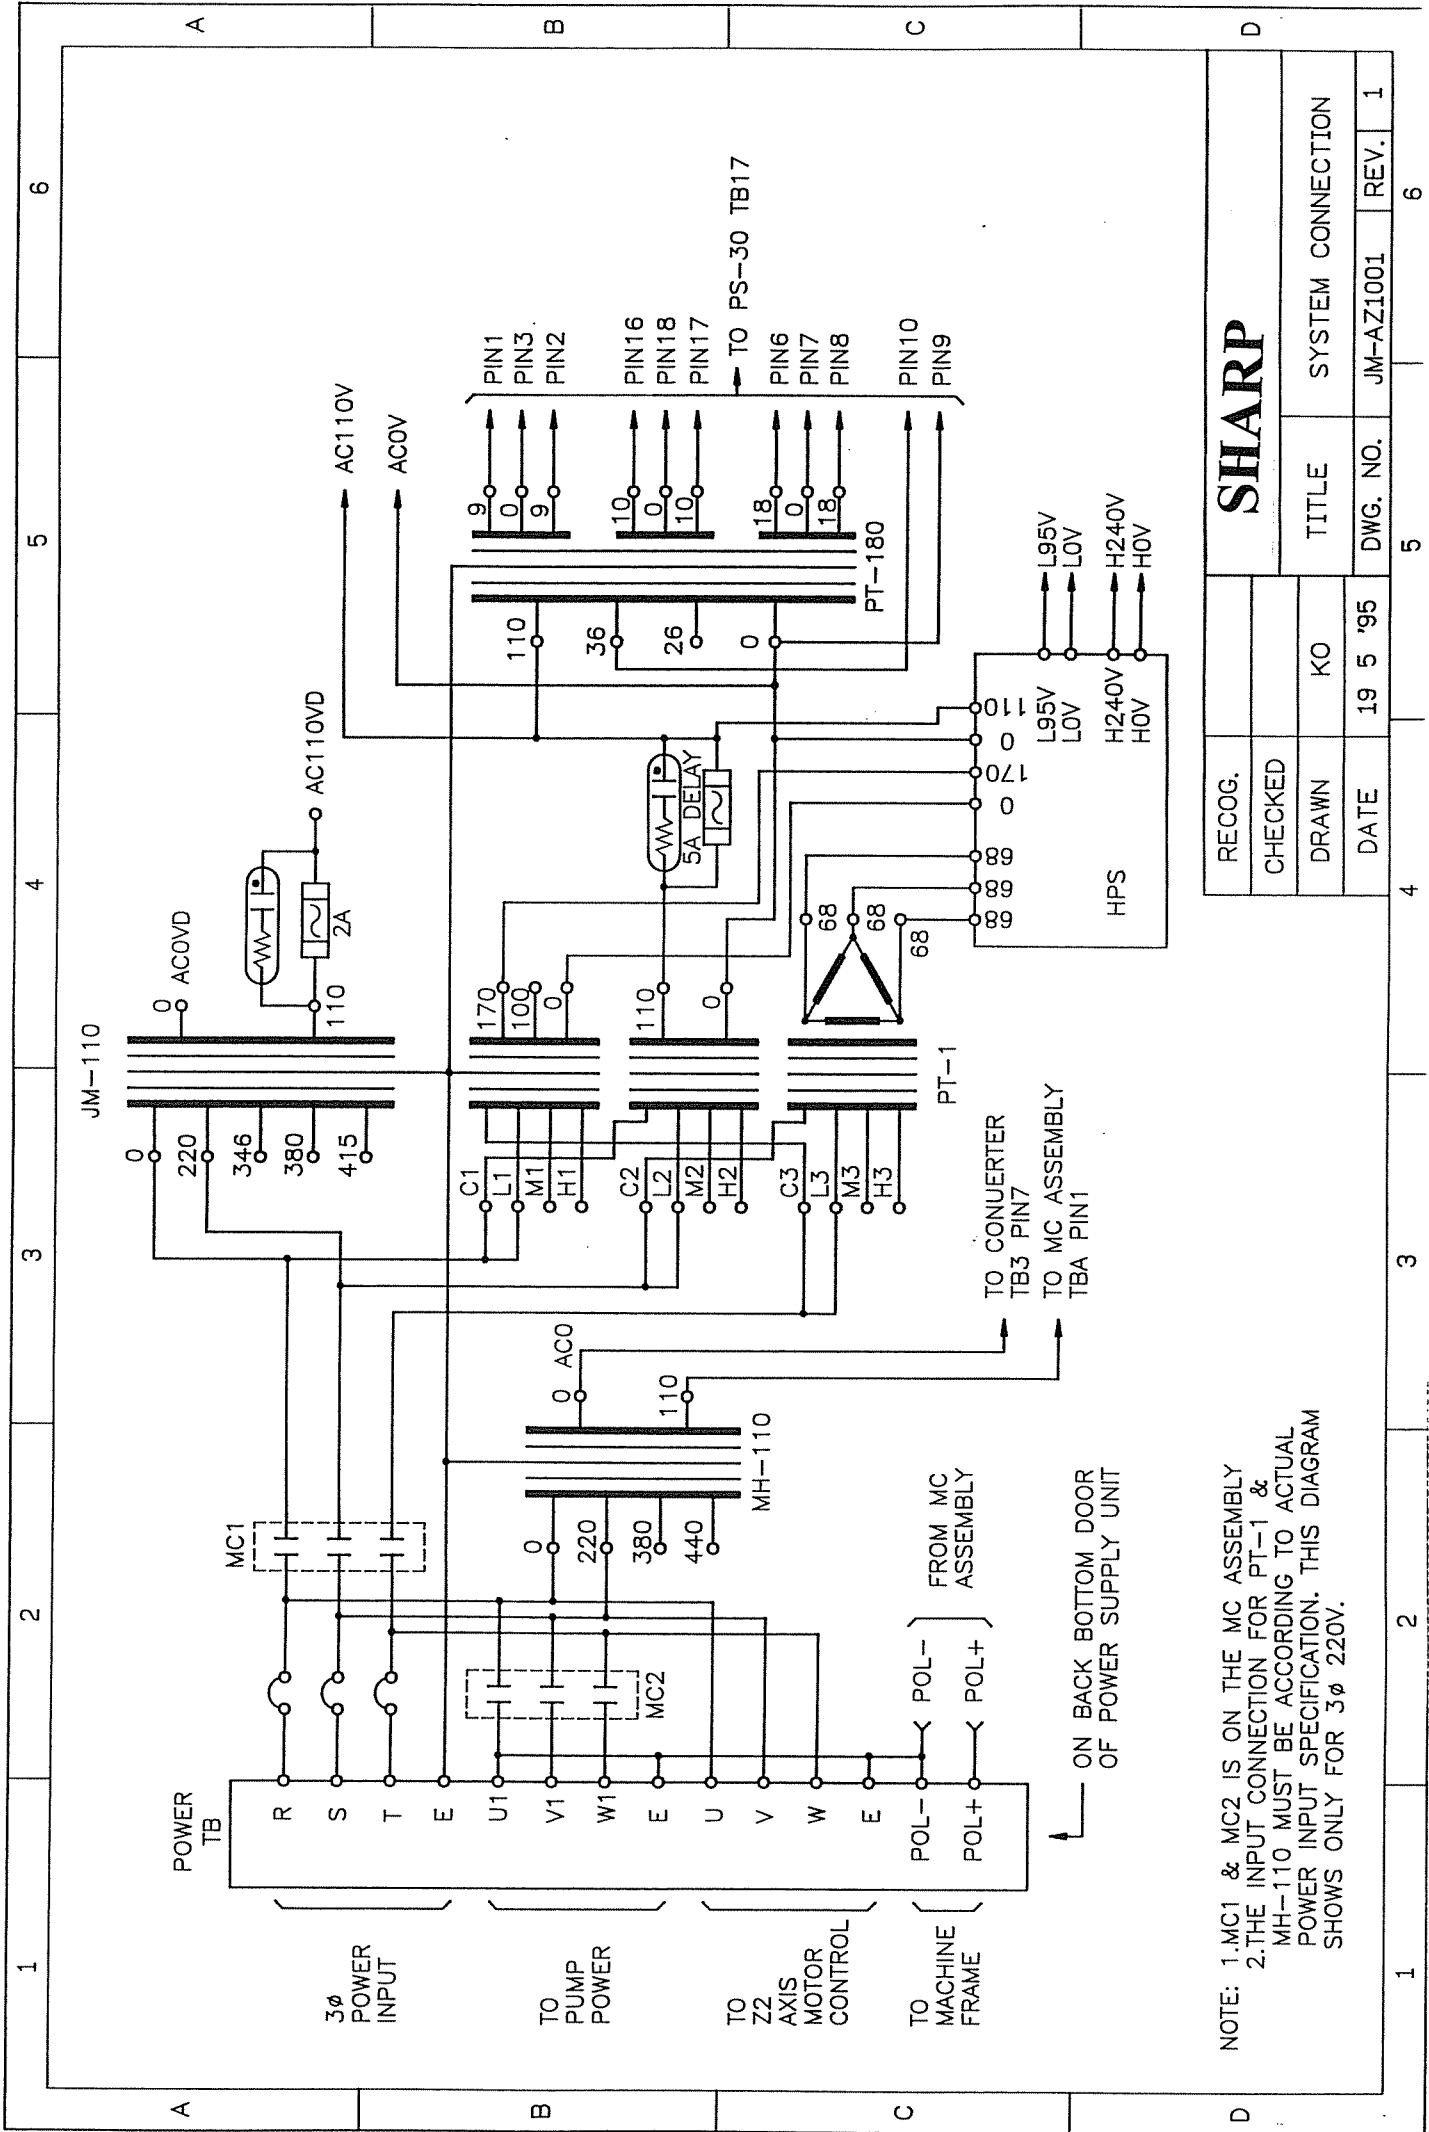 1
2
3
4
5
6
A
B
C
D
POWER
TB
R
S
T
E
U1
V1
W1
E
U
V
W
E
POL-
POL+
3ø
POWER
INPUT
TO
PUMP
POWER
TO
Z2
AXIS
MOTOR
CONTROL
TO
MACHINE
FRAME
MC1
MC2
POL-
POL+
FROM MC
ASSEMBLY
ON BACK BOTTOM DOOR
OF POWER SUPPLY UNIT
0
220
380
440
MH-110
0
AC0
110
TO CONUERTER
TB3 PIN7
TO MC ASSEMBLY
TBA PIN1
JM-110
0
220
346
380
415
0
AC0VD
110
2A
AC110VD
C1
L1
M1
H1
C2
L2
M2
H2
C3
L3
M3
H3
PT-1
170
100
0
110
0
68
68
68
5A DELAY
AC110V
AC0V
110
36
26
0
PT-180
9
0
9
10
0
10
18
0
18
PIN1
PIN3
PIN2
PIN16
PIN18
PIN17
PIN6
PIN7
PIN8
PIN10
PIN9
TO PS-30 TB17
68
68
68
0
170
0
110
HPS
L95V
L0V
H240V
H0V
L95V
L0V
H240V
H0V
NOTE: 1.MC1 & MC2 IS ON THE MC ASSEMBLY
2.THE INPUT CONNECTION FOR PT-1 &
MH-110 MUST BE ACCORDING TO ACTUAL
POWER INPUT SPECIFICATION. THIS DIAGRAM
SHOWS ONLY FOR 3ø 220V.
RECOG.
CHECKED
DRAWN KO
DATE 19 5 '95
SHARP
TITLE SYSTEM CONNECTION
DWG. NO. JM-AZ1001 REV. 1
A
B
C
D
1
2
3
4
5
6